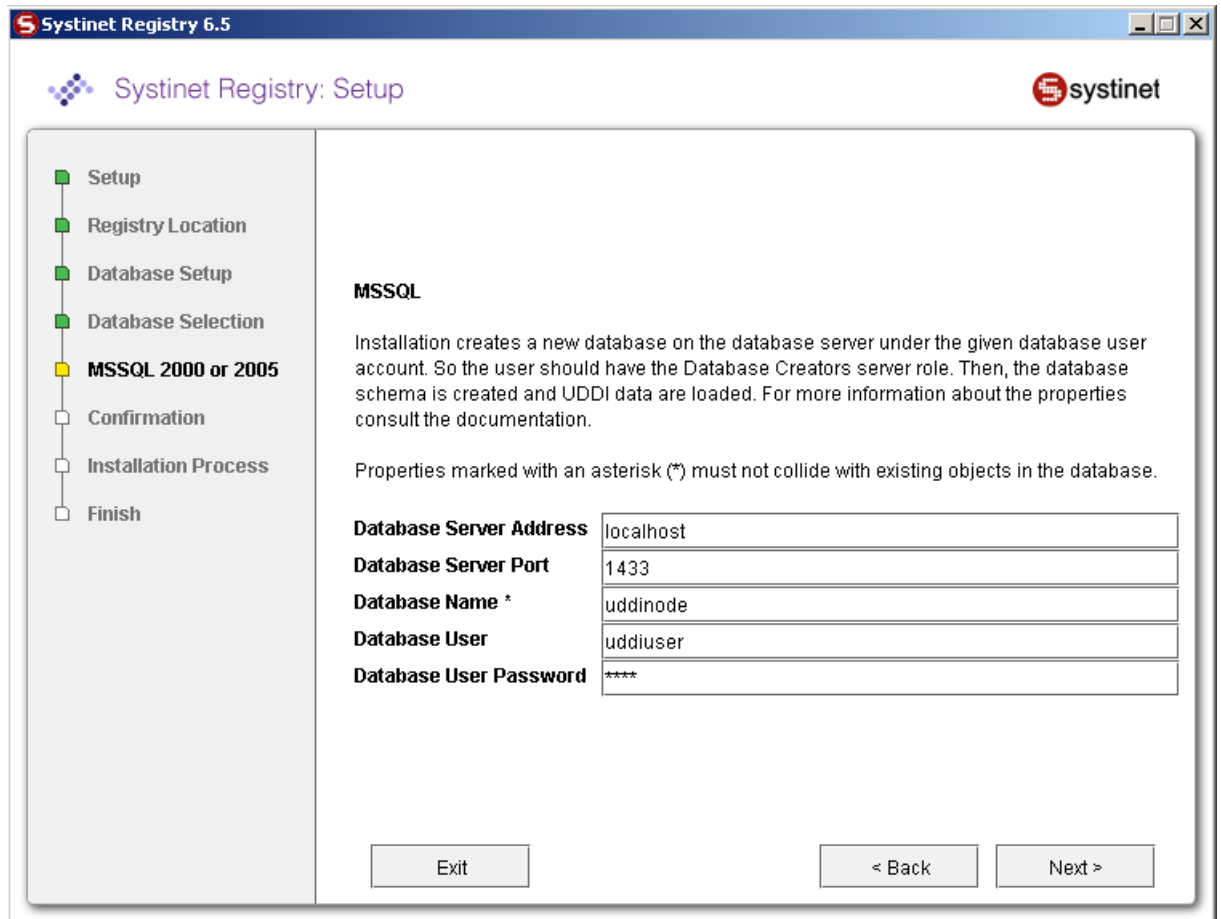 Systinet Registry 6.5
Systinet Registry: Setup
systinet
Setup
Registry Location
Database Setup
Database Selection
MSSQL 2000 or 2005
Confirmation
Installation Process
Finish
MSSQL
Installation creates a new database on the database server under the given database user
account. So the user should have the Database Creators server role. Then, the database
schema is created and UDDI data are loaded. For more information about the properties
consult the documentation.
Properties marked with an asterisk (*) must not collide with existing objects in the database.
Database Server Address localhost
Database Server Port 1433
Database Name * uddinode
Database User uddiuser
Database User Password ****
Exit < Back Next >